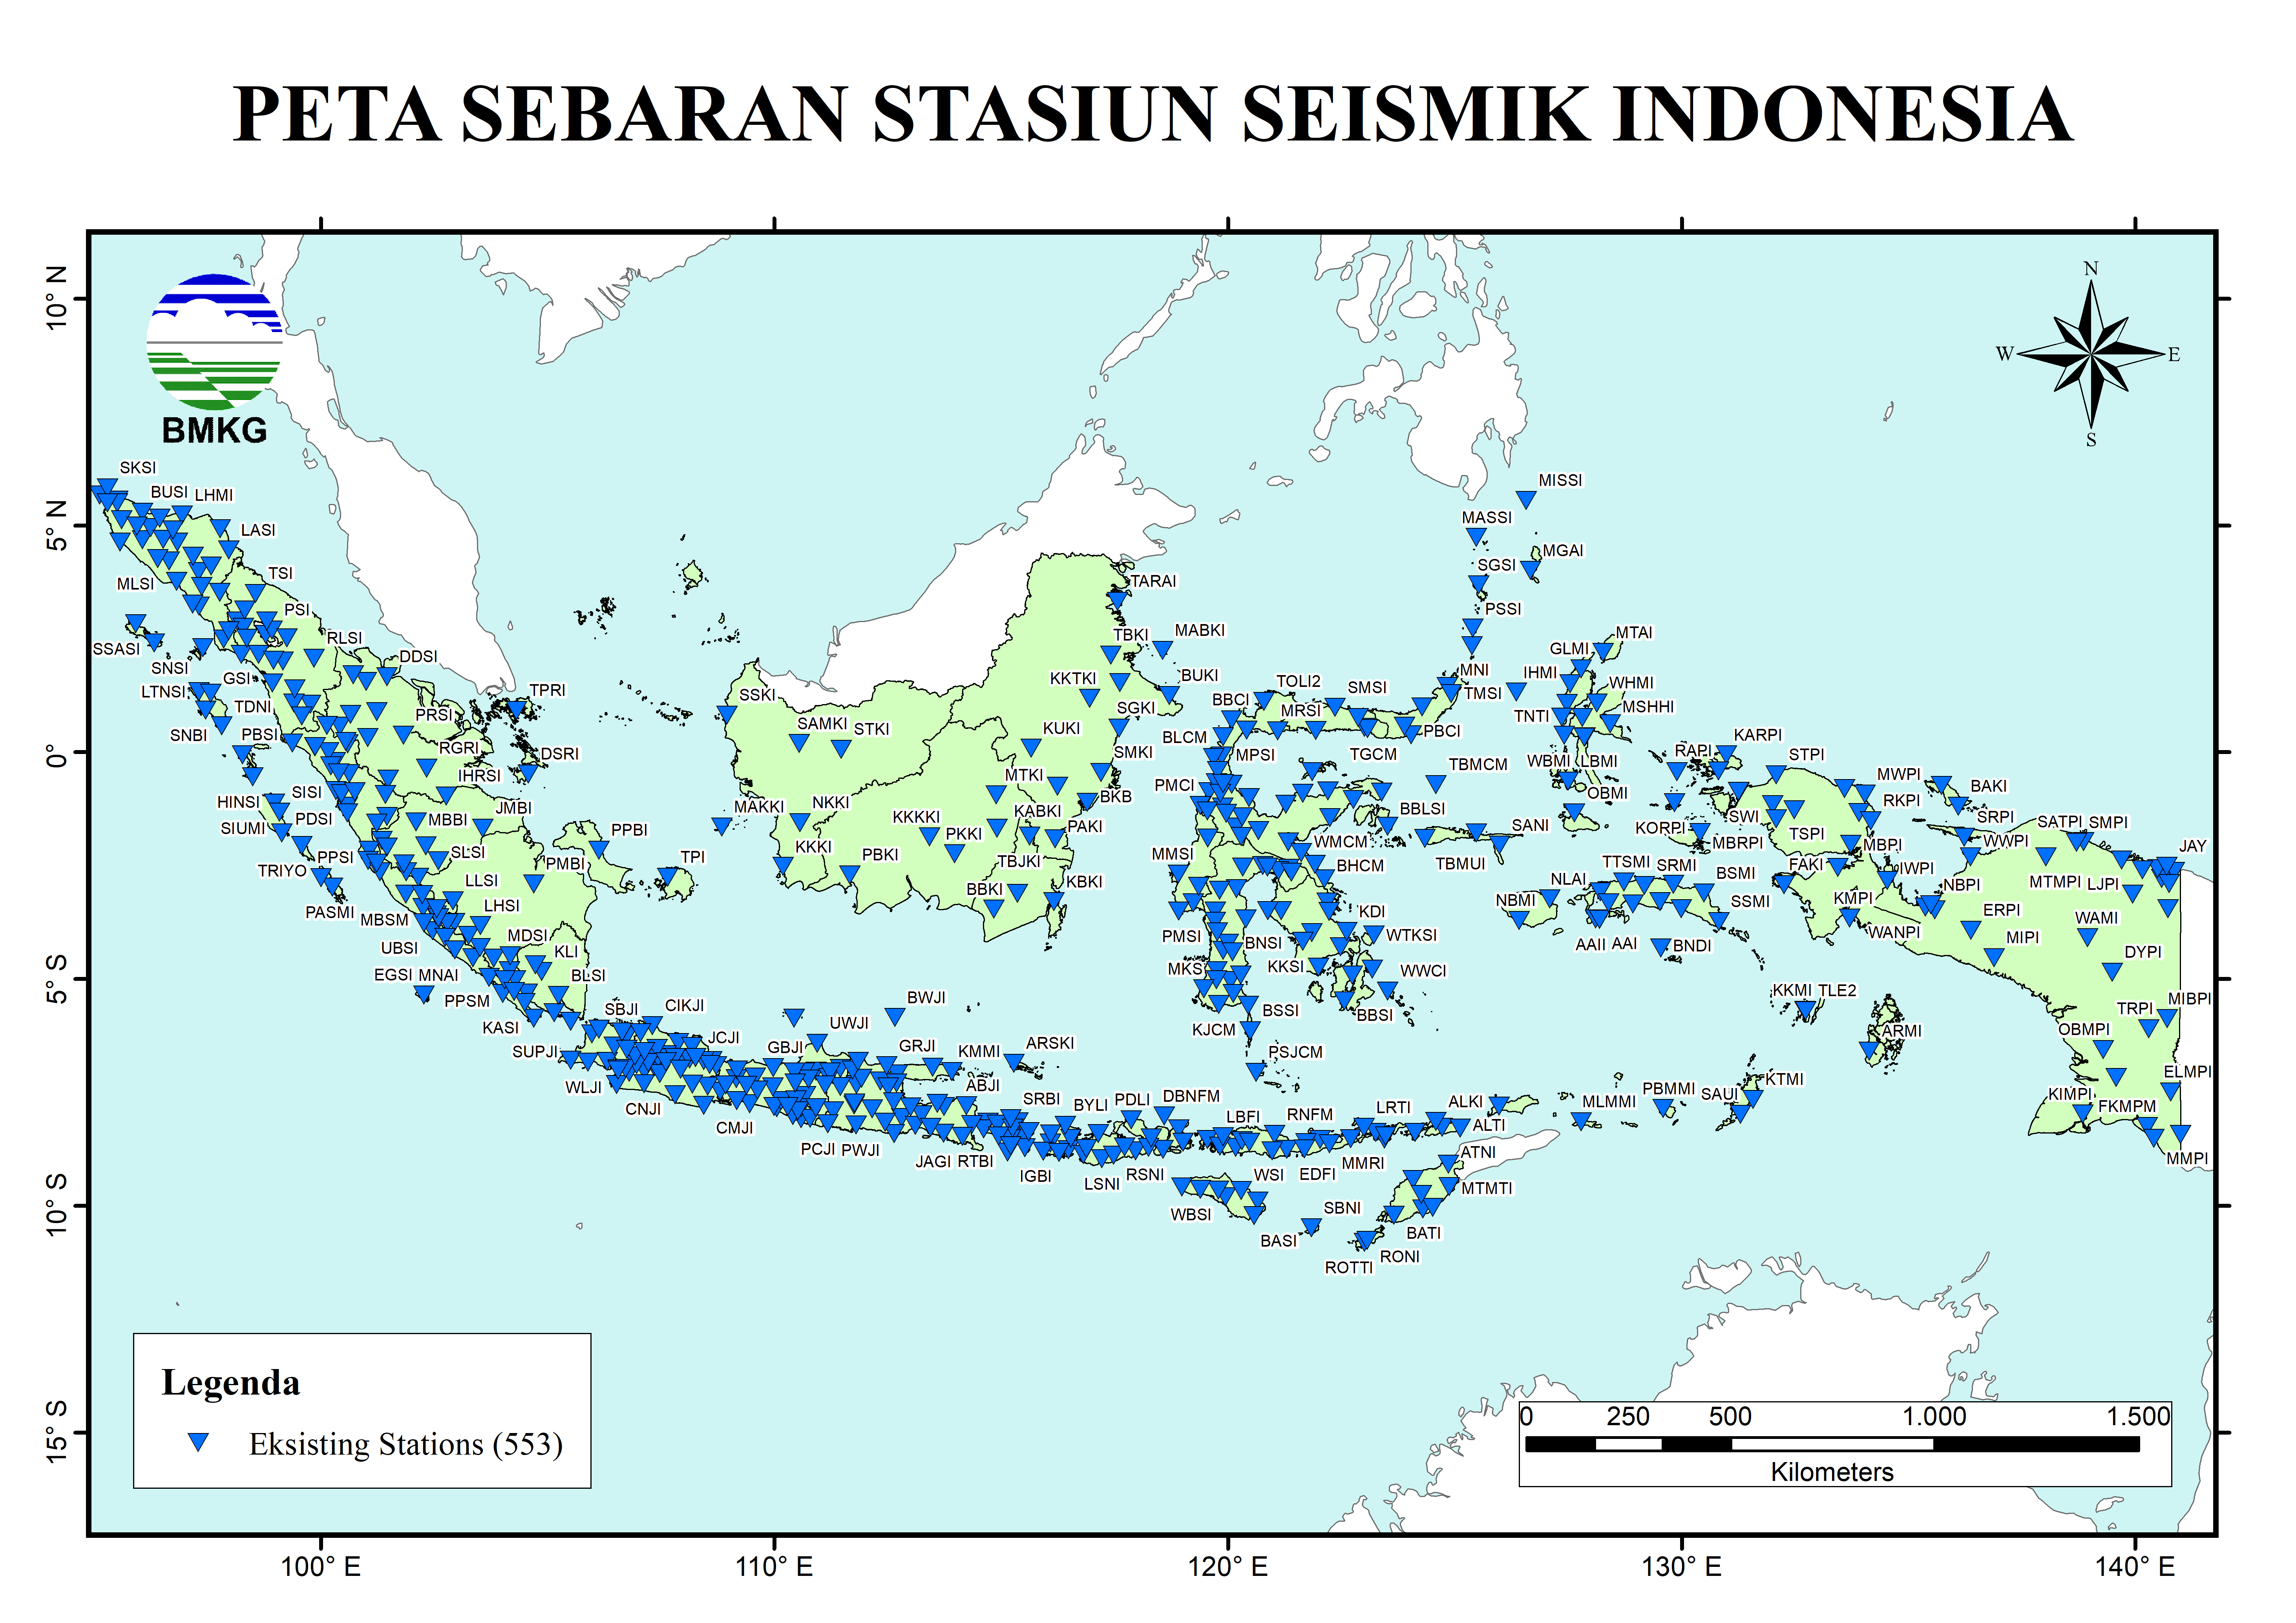 PETA SEBARAN STASIUN SEISMIK INDONESIA
10° N
5° N
0°
5° S
10° S
15° S
BMKG
N
W
E
S
SKSI
BUSI
LHMI
LASI
MLSI
TSI
PSI
SSASI
SNSI
RLSI
DDSI
LTNSI
GSI
TPRI
TDNI
SNBI
PBSI
PRSI
RGRI
DSRI
IHRSI
HINSI
SISI
SIUMI
PDSI
MBBI
JMBI
PPBI
TRIYO
PPSI
SLSI
PMBI
TPI
PASMI
LLSI
MBSM
LHSI
UBSI
MDSI
KLI
EGSI
MNAI
BLSI
PPSM
KASI
SBJI
CIKJI
SUPJI
JCJI
WLJI
CNJI
CMJI
GBJI
UWJI
BWJI
GRJI
KMMI
ARSKI
ABJI
PCJI
PWJI
JAGI
RTBI
IGBI
SRBI
BYLI
PDLI
DBNFM
LSNI
RSNI
LBFI
RNFM
LRTI
WSI
EDFI
MMRI
WBSI
BASI
SBNI
ROTTI
RONI
BATI
ATNI
MTMTI
ALKI
ALTI
SSKI
SAMKI
STKI
KUKI
TARAI
TBKI
MABKI
BUKI
KKTKI
SGKI
SMKI
MTKI
MAKKI
NKKI
KKKKI
KABKI
BKB
PKKI
PAKI
KKKI
PBKI
TBJKI
BBKI
KBKI
MISSI
MASSI
MGAI
SGSI
PSSI
MNI
TMSI
BBCI
TOLI2
SMSI
MRSI
BLCM
PBCI
MPSI
TGCM
TBMCM
PMCI
BBLSI
WMCM
TBMUI
SANI
MMSI
BHCM
KDI
PMSI
BNSI
WTKSI
MKSI
KKSI
WWCI
BSSI
BBSI
KJCM
PSJCM
GLMI
MTAI
IHMI
WHMI
TNTI
MSHHI
WBMI
LBMI
OBMI
RAPI
KARPI
STPI
KORPI
MBRPI
SWI
TSPI
MWPI
RKPI
BAKI
SRPI
MBPI
WWPI
SATPI
SMPI
JAY
FAKI
IWPI
NBPI
MTMPI
LJPI
NLAI
TTSMI
SRMI
BSMI
NBMI
SSMI
AAII
AAI
BNDI
KMPI
WANPI
ERPI
MIPI
WAMI
DYPI
KKMI
TLE2
ARMI
TRPI
MIBPI
OBMPI
ELMPI
KIMPI
FKMPM
MMPI
MLMMI
PBMMI
SAUI
KTMI
Legenda
Eksisting Stations (553)
0 250 500 1.000 1.500
Kilometers
100° E
110° E
120° E
130° E
140° E